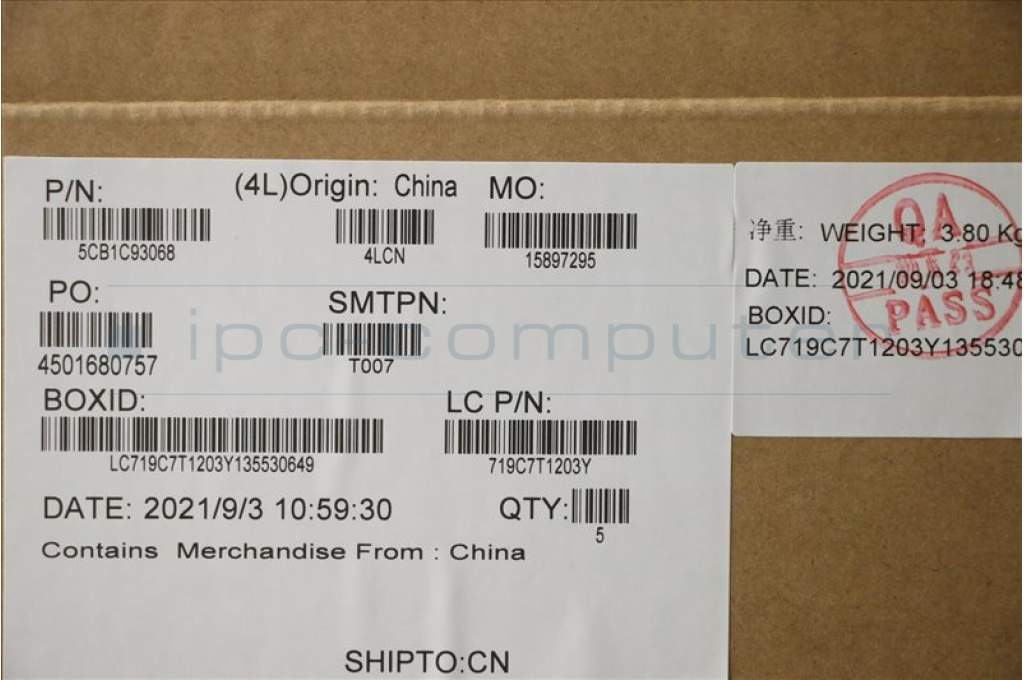 P/N: (4L)Origin: China MO:
5CB1C93068 4LCN 15897295
PO: SMTPN:
4501680757 T007
BOXID: LC P/N:
LC719C7T1203Y135530649 719C7T1203Y
DATE: 2021/9/3 10:59:30 QTY:
5
Contains Merchandise From : China
SHIPTO:CN
净重: WEIGHT: 3.80 Kg
DATE: 2021/09/03 18:48
BOXID:
LC719C7T1203Y135530
QA
PASS
ipc-computer